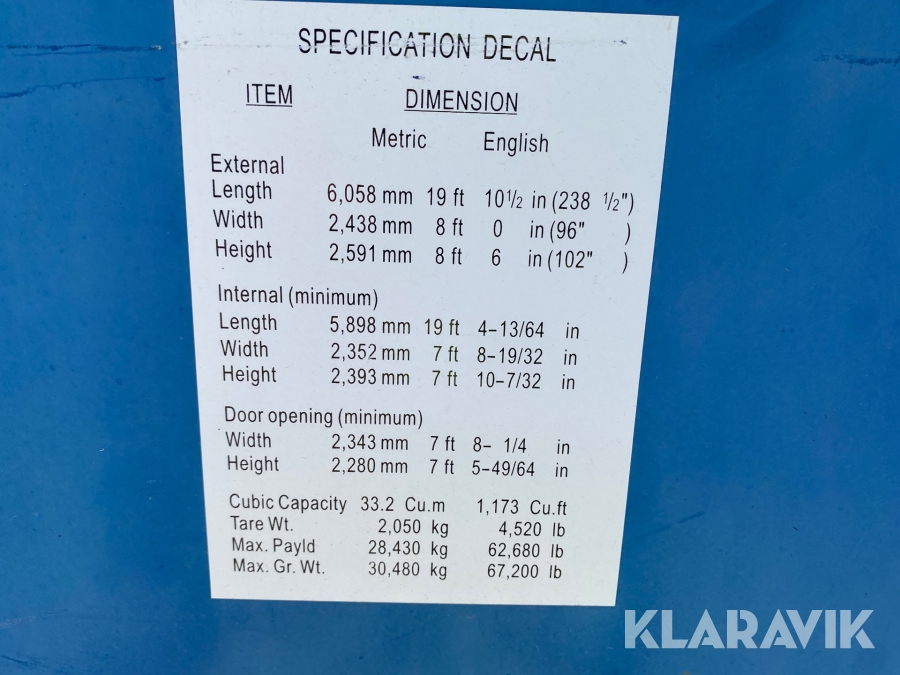 SPECIFICATION DECAL
ITEM DIMENSION
Metric English
External
Length 6,058 mm 19 ft 10 1/2 in (238 1/2")
Width 2,438 mm 8 ft 0 in (96" )
Height 2,591 mm 8 ft 6 in (102" )
Internal (minimum)
Length 5,898 mm 19 ft 4-13/64 in
Width 2,352 mm 7 ft 8-19/32 in
Height 2,393 mm 7 ft 10-7/32 in
Door opening (minimum)
Width 2,343 mm 7 ft 8- 1/4 in
Height 2,280 mm 7 ft 5-49/64 in
Cubic Capacity 33.2 Cu.m 1,173 Cu.ft
Tare Wt. 2,050 kg 4,520 lb
Max. Payld 28,430 kg 62,680 lb
Max. Gr. Wt. 30,480 kg 67,200 lb
KLARAVIK